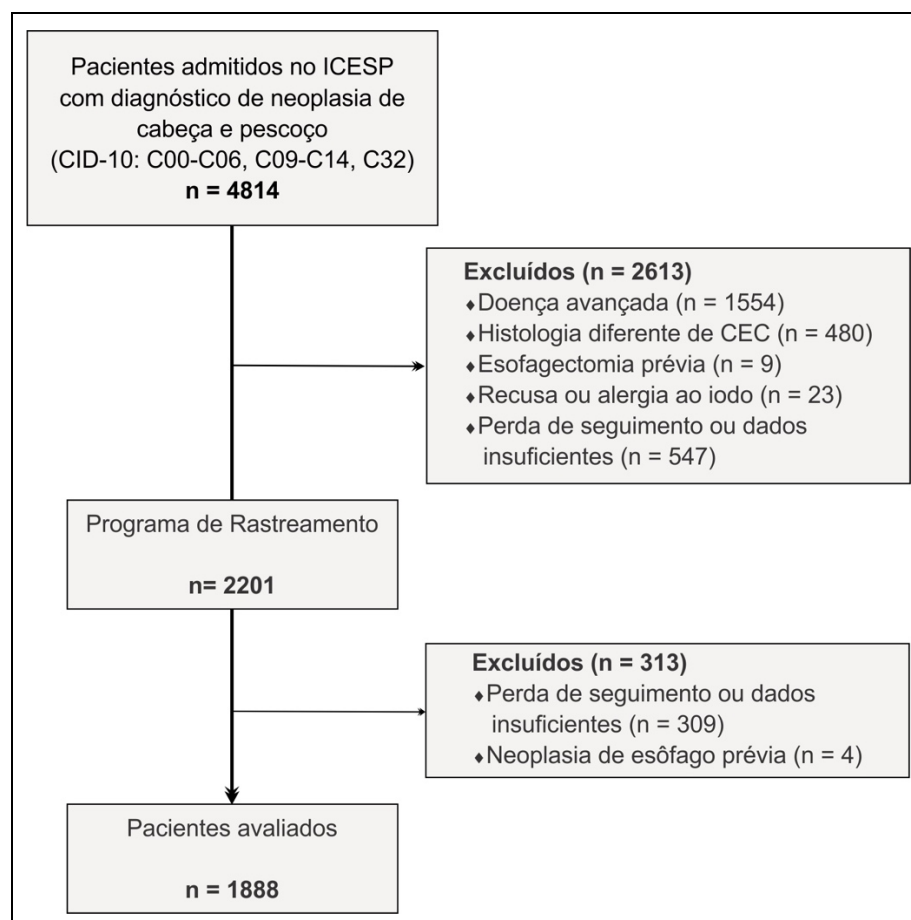 Pacientes admitidos no ICESP
com diagnóstico de neoplasia de
cabeça e pescoço
(CID-10: C00-C06, C09-C14, C32)
n = 4814
Excluídos (n = 2613)
♦Doença avançada (n = 1554)
♦Histologia diferente de CEC (n = 480)
♦Esofagectomia prévia (n = 9)
♦Recusa ou alergia ao iodo (n = 23)
♦Perda de seguimento ou dados
insuficientes (n = 547)
Programa de Rastreamento
n= 2201
Excluídos (n = 313)
♦Perda de seguimento ou dados
insuficientes (n = 309)
♦Neoplasia de esôfago prévia (n = 4)
Pacientes avaliados
n = 1888